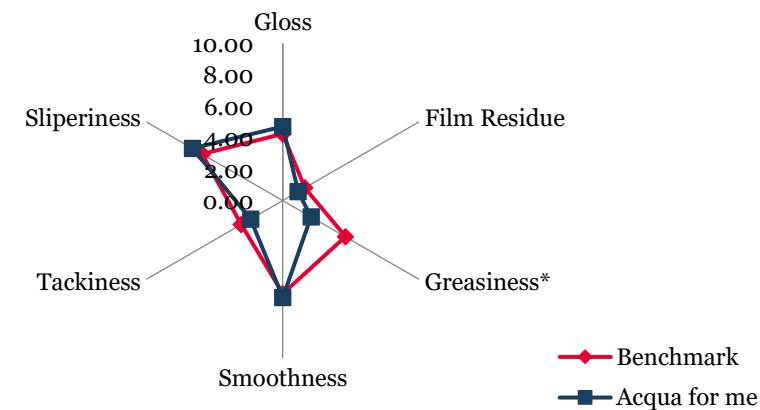 Gloss
10.00
8.00
6.00
4.00
2.00
0.00
Sliperiness
Film Residue
Tackiness
Greasiness*
Smoothness
Benchmark
Acqua for me